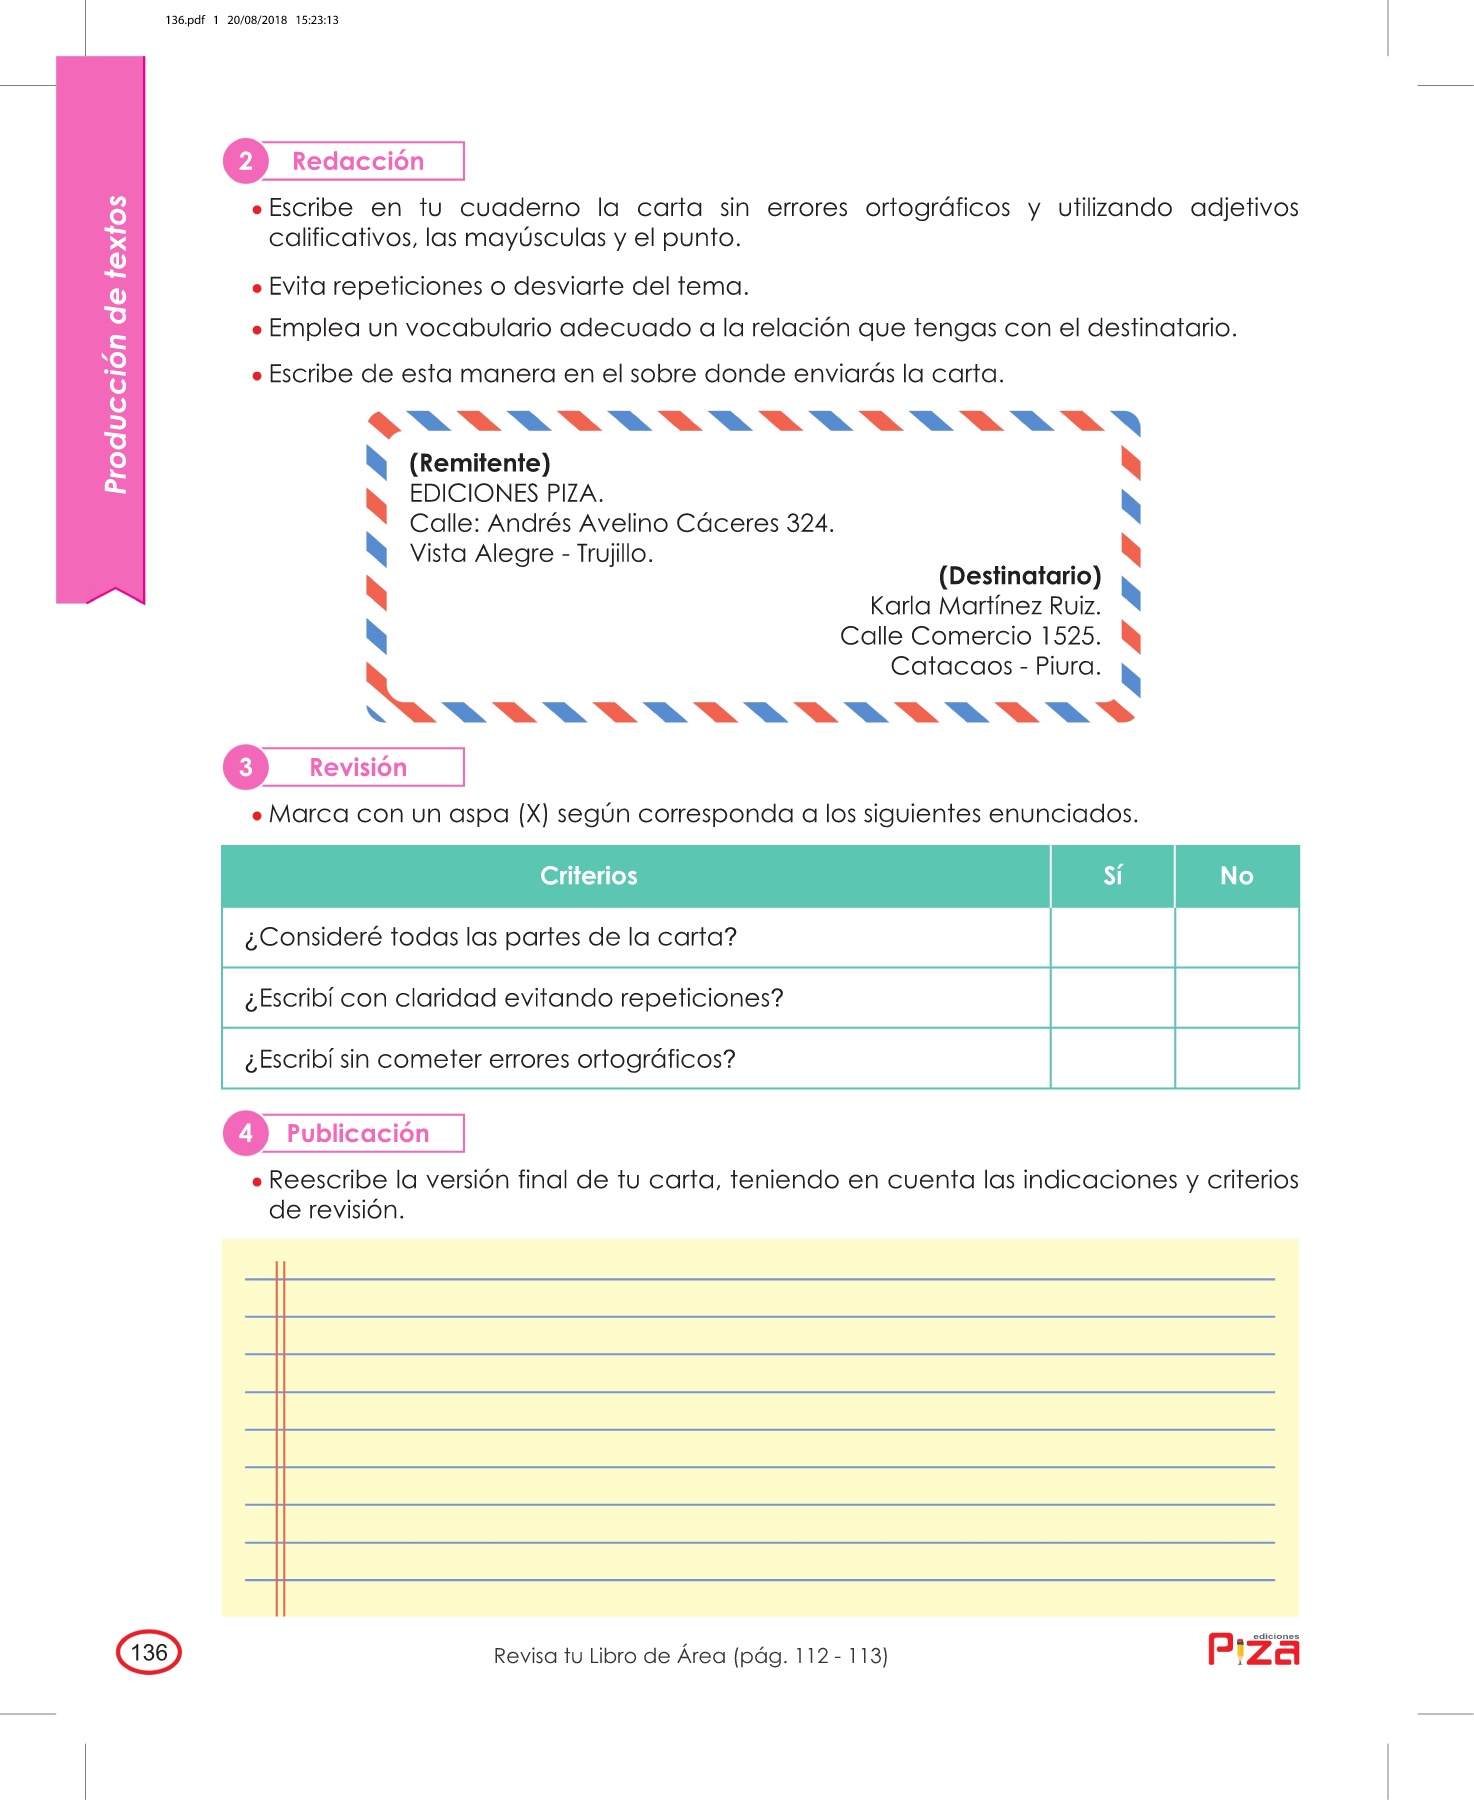 136.pdf 1 20/08/2018 15:23:13
Producción de textos
2 Redacción
Escribe en tu cuaderno la carta sin errores ortográficos y utilizando adjetivos
calificativos, las mayúsculas y el punto.
Evita repeticiones o desviarte del tema.
Emplea un vocabulario adecuado a la relación que tengas con el destinatario.
Escribe de esta manera en el sobre donde enviarás la carta.
(Remitente)
EDICIONES PIZA.
Calle: Andrés Avelino Cáceres 324.
Vista Alegre - Trujillo.
(Destinatario)
Karla Martínez Ruiz.
Calle Comercio 1525.
Catacaos - Piura.
3 Revisión
Marca con un aspa (X) según corresponda a los siguientes enunciados.
Criterios Sí No
¿Consideré todas las partes de la carta?
¿Escribí con claridad evitando repeticiones?
¿Escribí sin cometer errores ortográficos?
4 Publicación
Reescribe la versión final de tu carta, teniendo en cuenta las indicaciones y criterios
de revisión.
136
Revisa tu Libro de Área (pág. 112 - 113)
ediciones
Piza